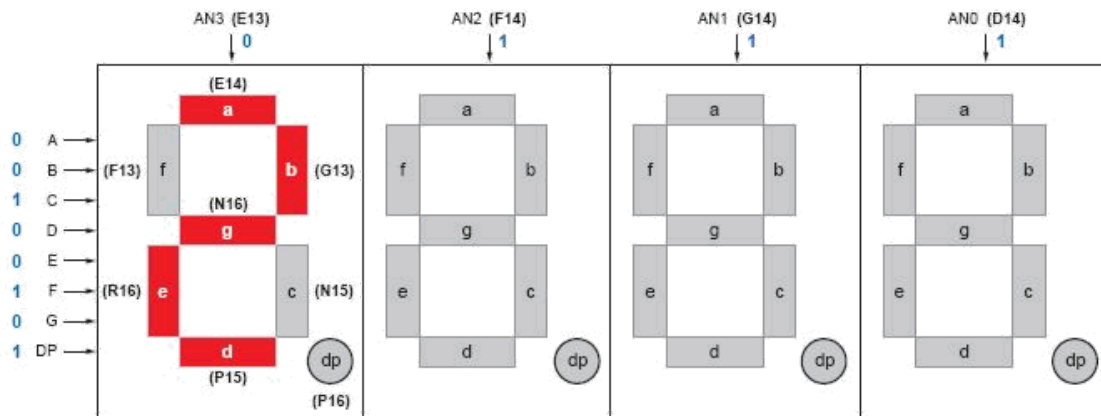 AN3 (E13) AN2 (F14) AN1 (G14) AN0 (D14)
0 1 1 1
(E14)
a a a a
0 A
0 B (F13) f b (G13) f b f b f b
1 C
(N16)
0 D g g g g
0 E
1 F (R16) e c (N15) e c e c e c
0 G
1 DP d dp d dp d dp d dp
(P15)
(P16)